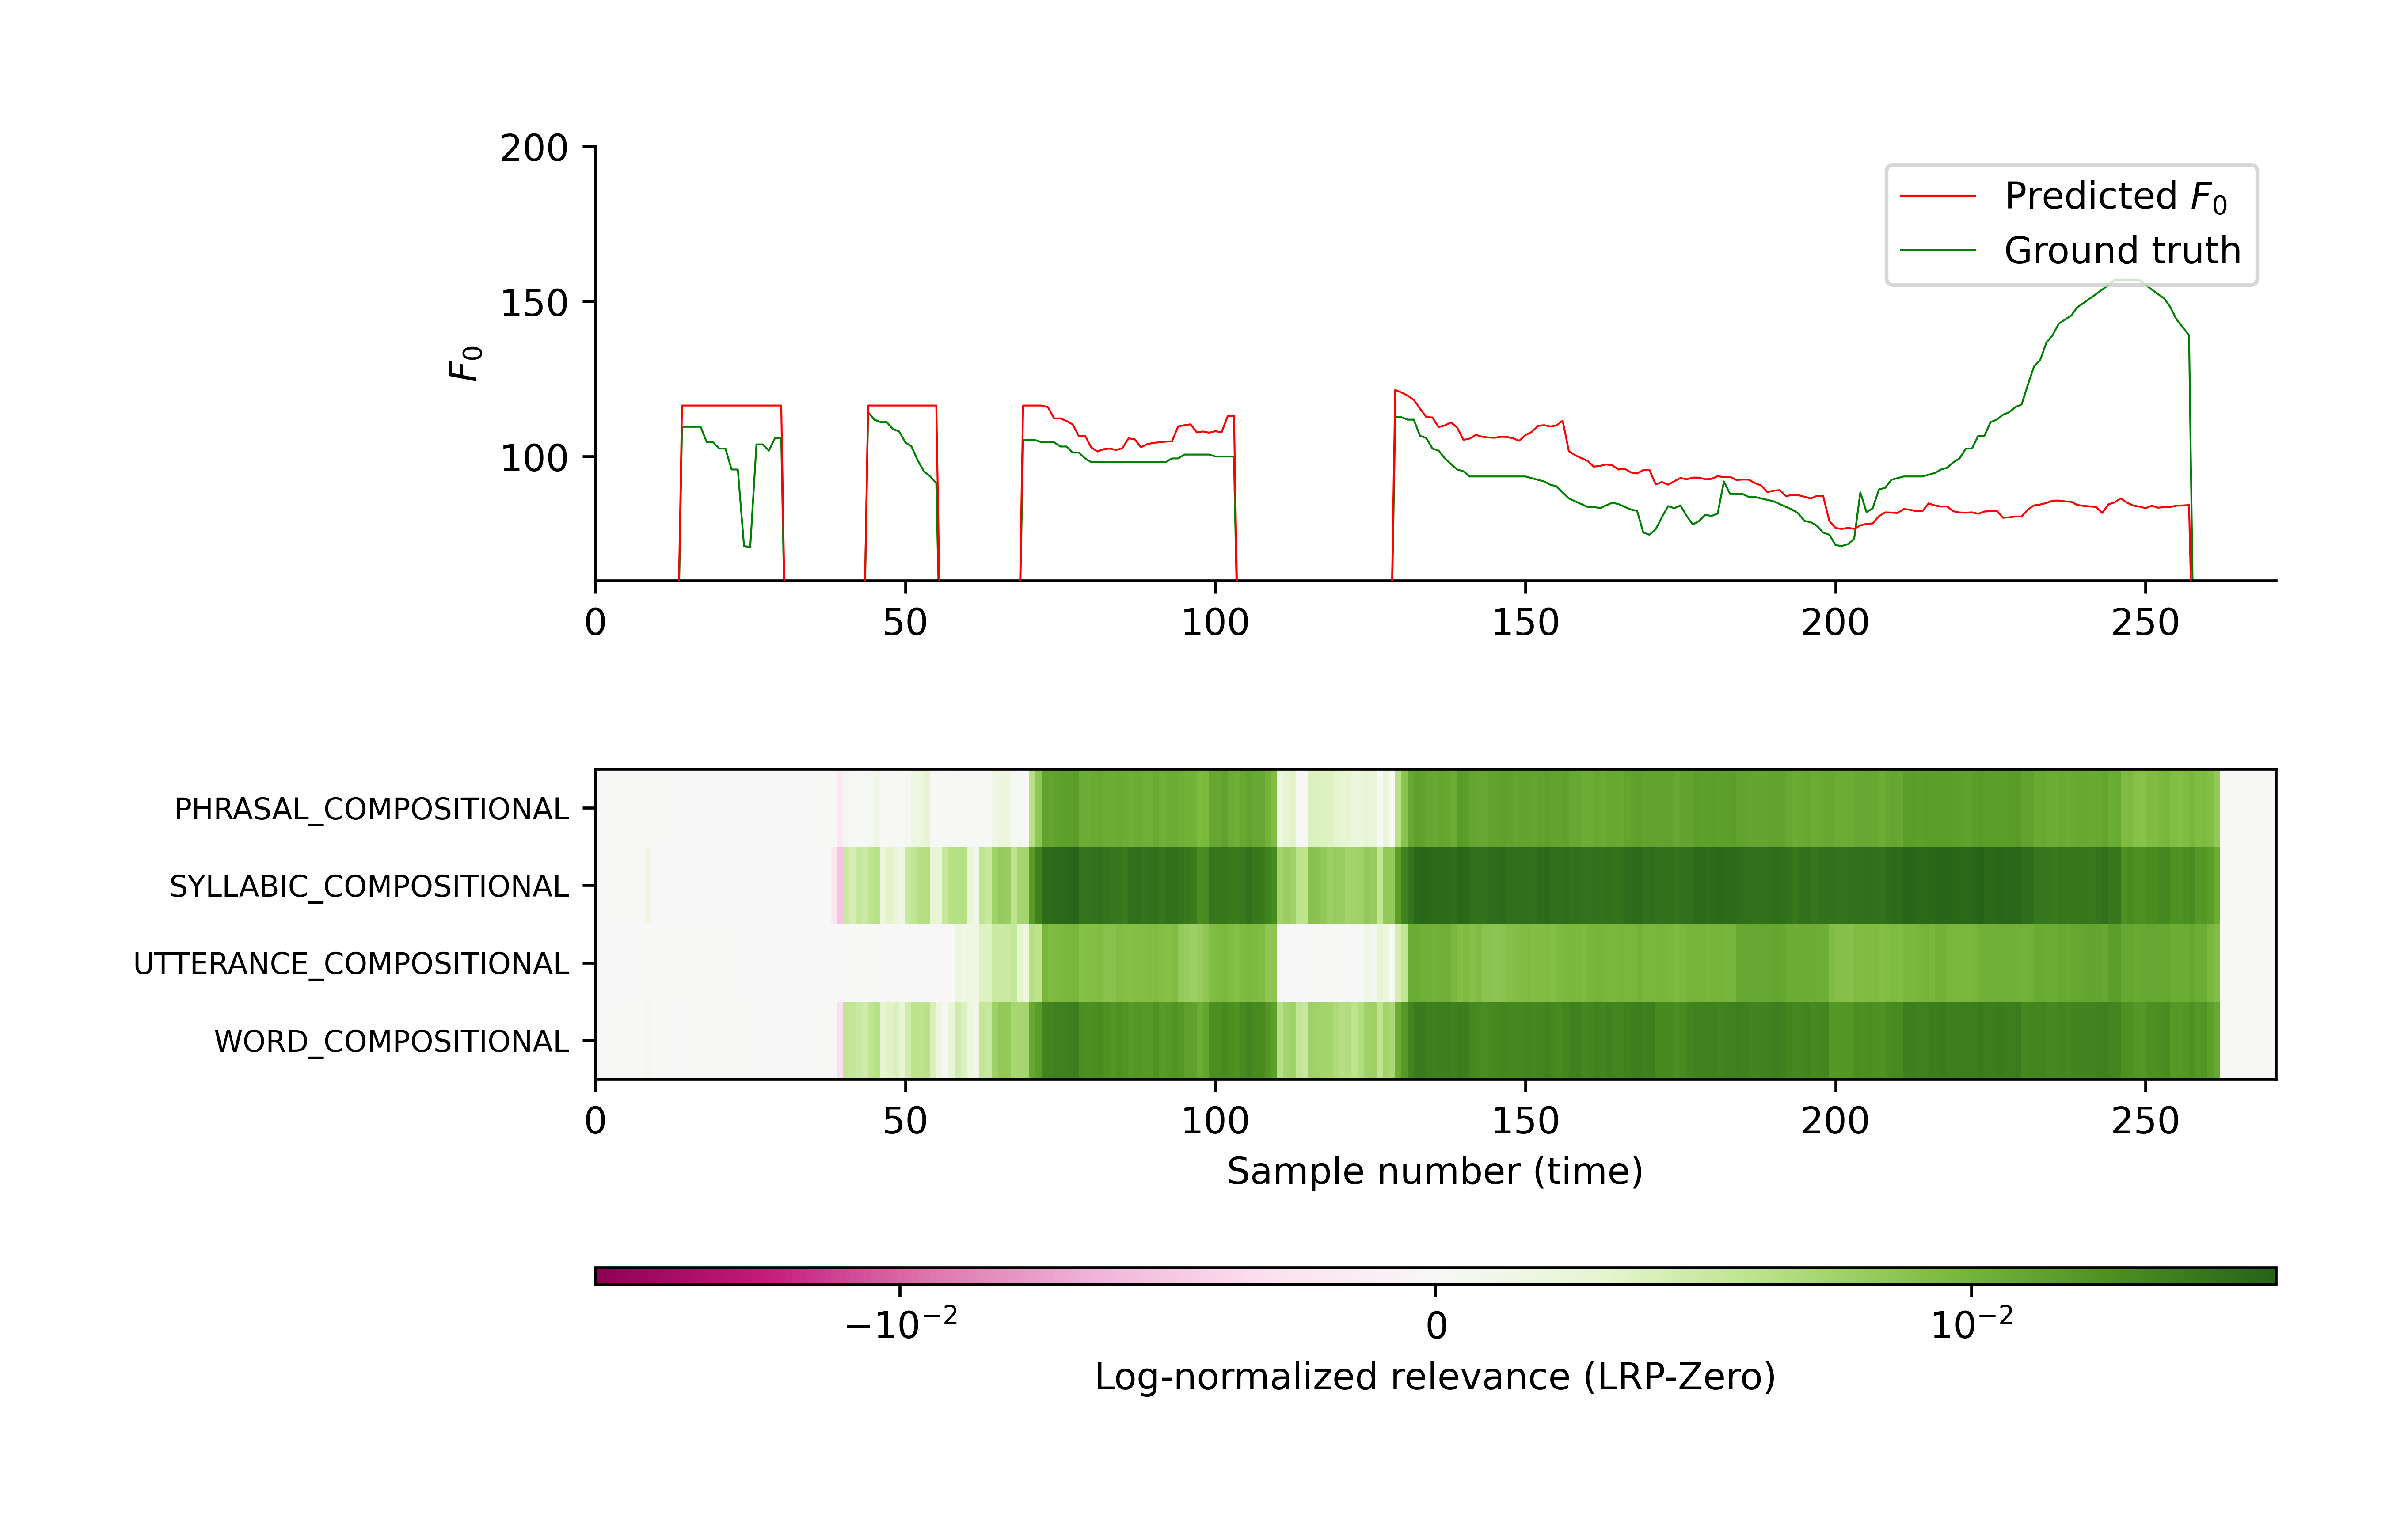 200
150
100
F₀
Predicted F₀
Ground truth
0 50 100 150 200 250
PHRASAL_COMPOSITIONAL
SYLLABIC_COMPOSITIONAL
UTTERANCE_COMPOSITIONAL
WORD_COMPOSITIONAL
0 50 100 150 200 250
Sample number (time)
−10⁻² 0 10⁻²
Log-normalized relevance (LRP-Zero)